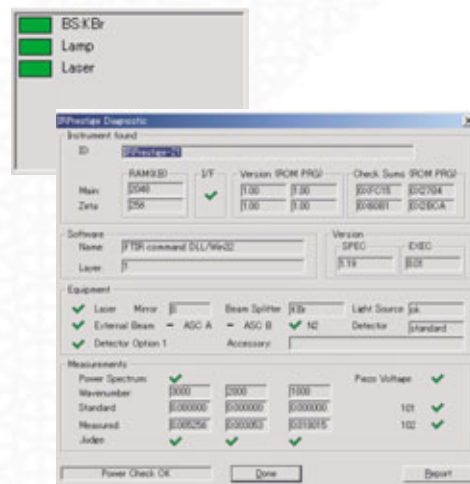 BS:KBr
Lamp
Laser
IRPrestige Diagnostic
Instrument found
ID IRPrestige-21
RAM(KB) I/F Version (ROM PRG) Check Sums (ROM PRG)
Main: 2048 1.00 1.00
Zeta: 256 1.00 1.00
Software Version
Name: FTIR command DLL/Win32 SPEC EXEC
Layer: 1 1.19
Equipment
Laser Mirror Beam Splitter KBr Light Source ok
External Beam - ASC A - ASC B N2 Detector standard
Detector Option 1 Accessory:
Measurements
Power Spectrum: Piezo Voltage
Wavenumber 3000 2000 1000
Standard 0.000000 0.000000 0.000000 101
Measured 102
Judge
Power Check OK Done Report